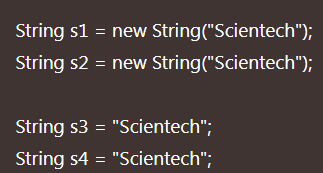 String s1 = new String("Scientech");
String s2 = new String("Scientech");
String s3 = "Scientech";
String s4 = "Scientech";